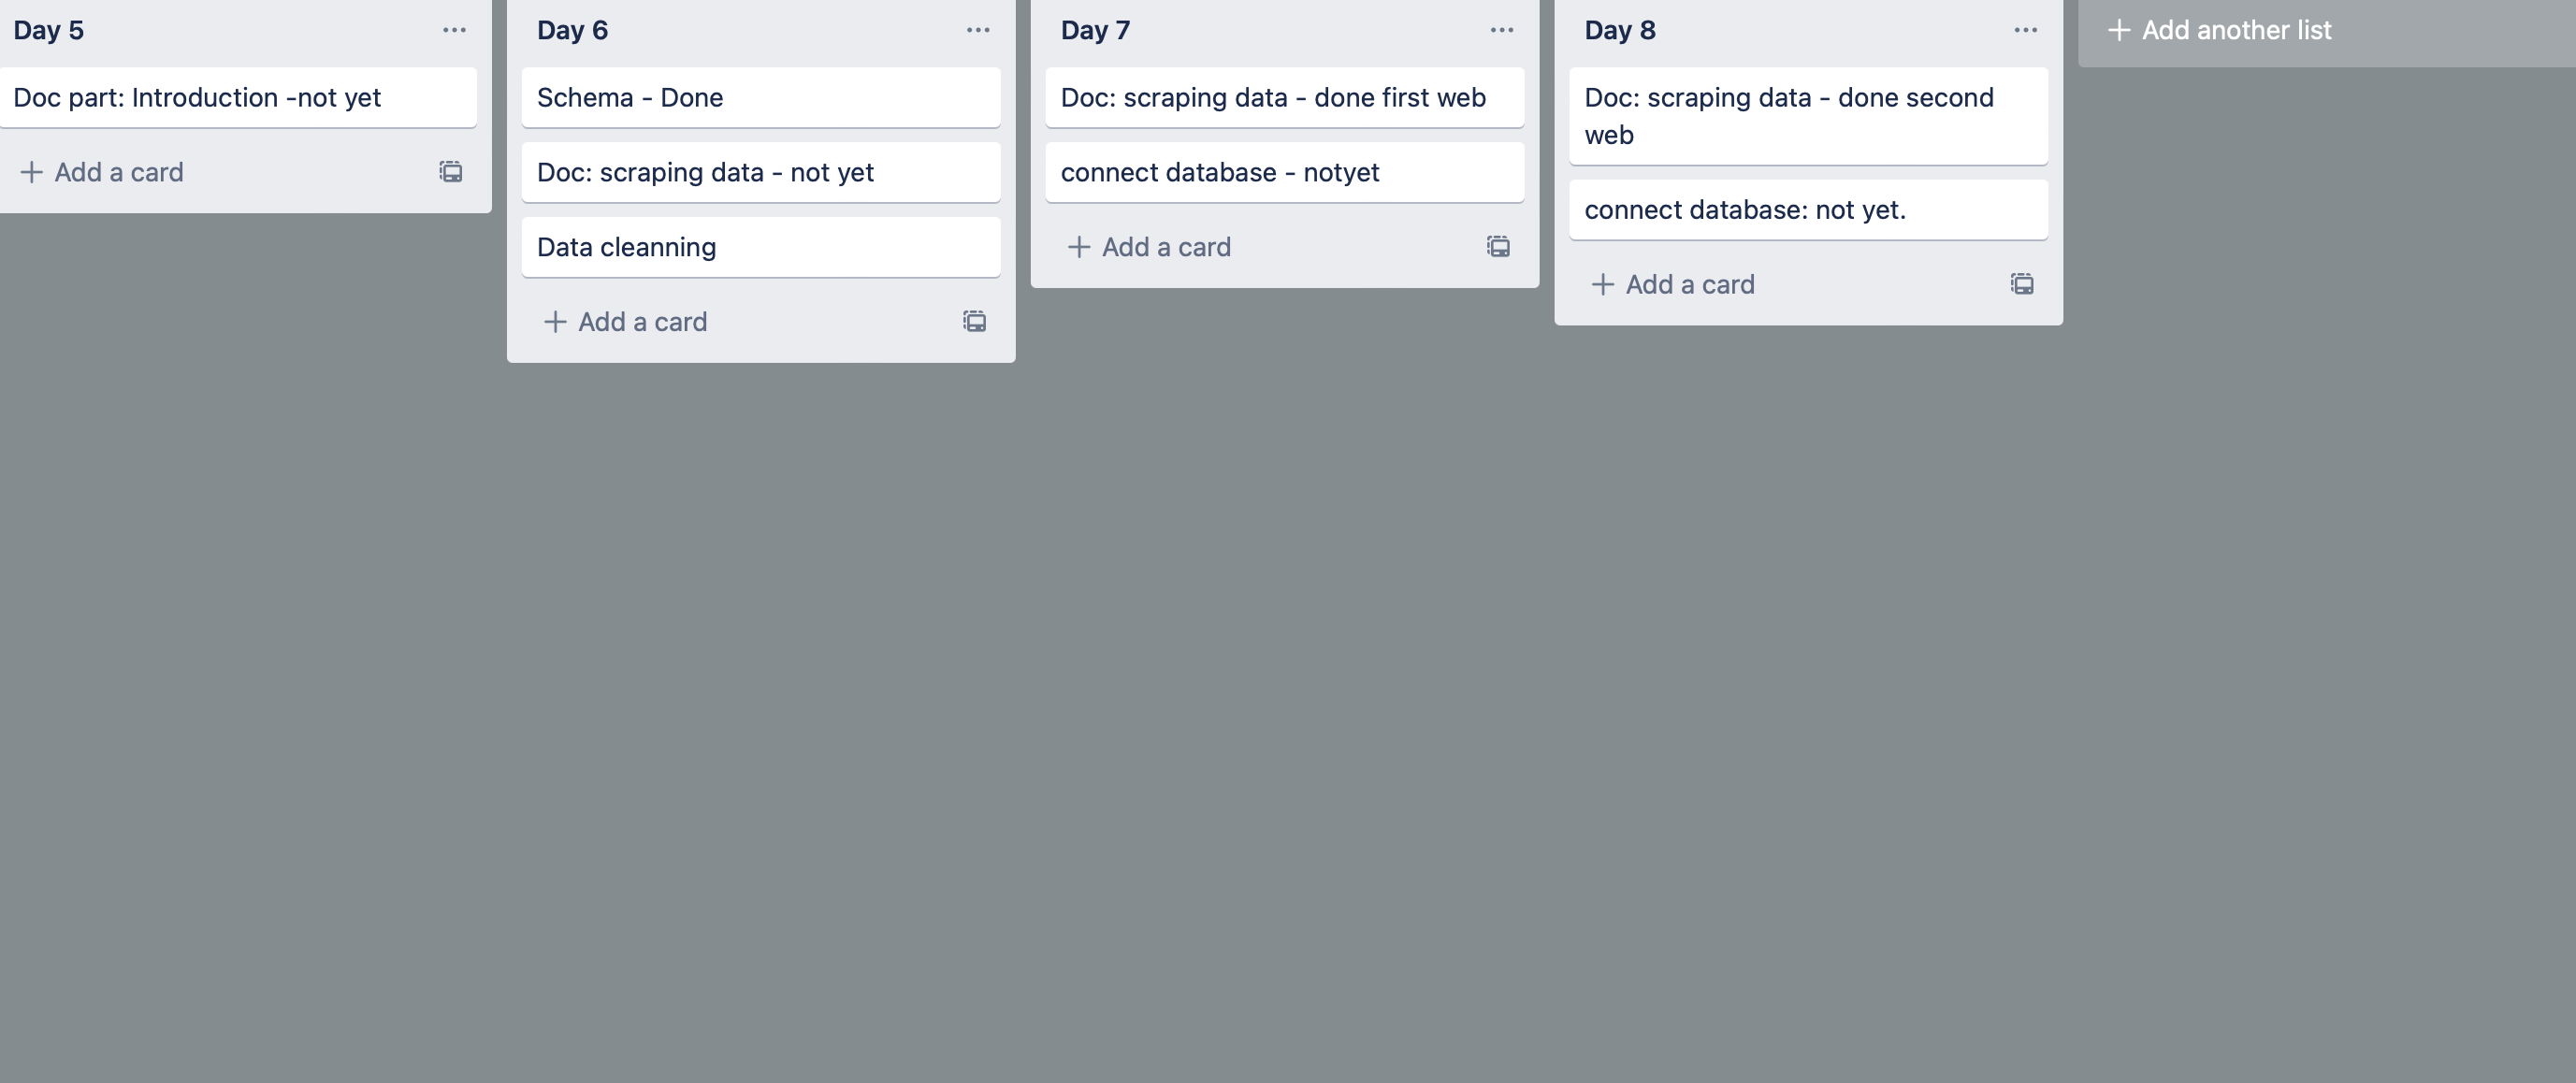 Day 5
Doc part: Introduction -not yet
Add a card
Day 6
Schema - Done
Doc: scraping data - not yet
Data cleanning
Add a card
Day 7
Doc: scraping data - done first web
connect database - notyet
Add a card
Day 8
Doc: scraping data - done second
web
connect database: not yet.
Add a card
Add another list